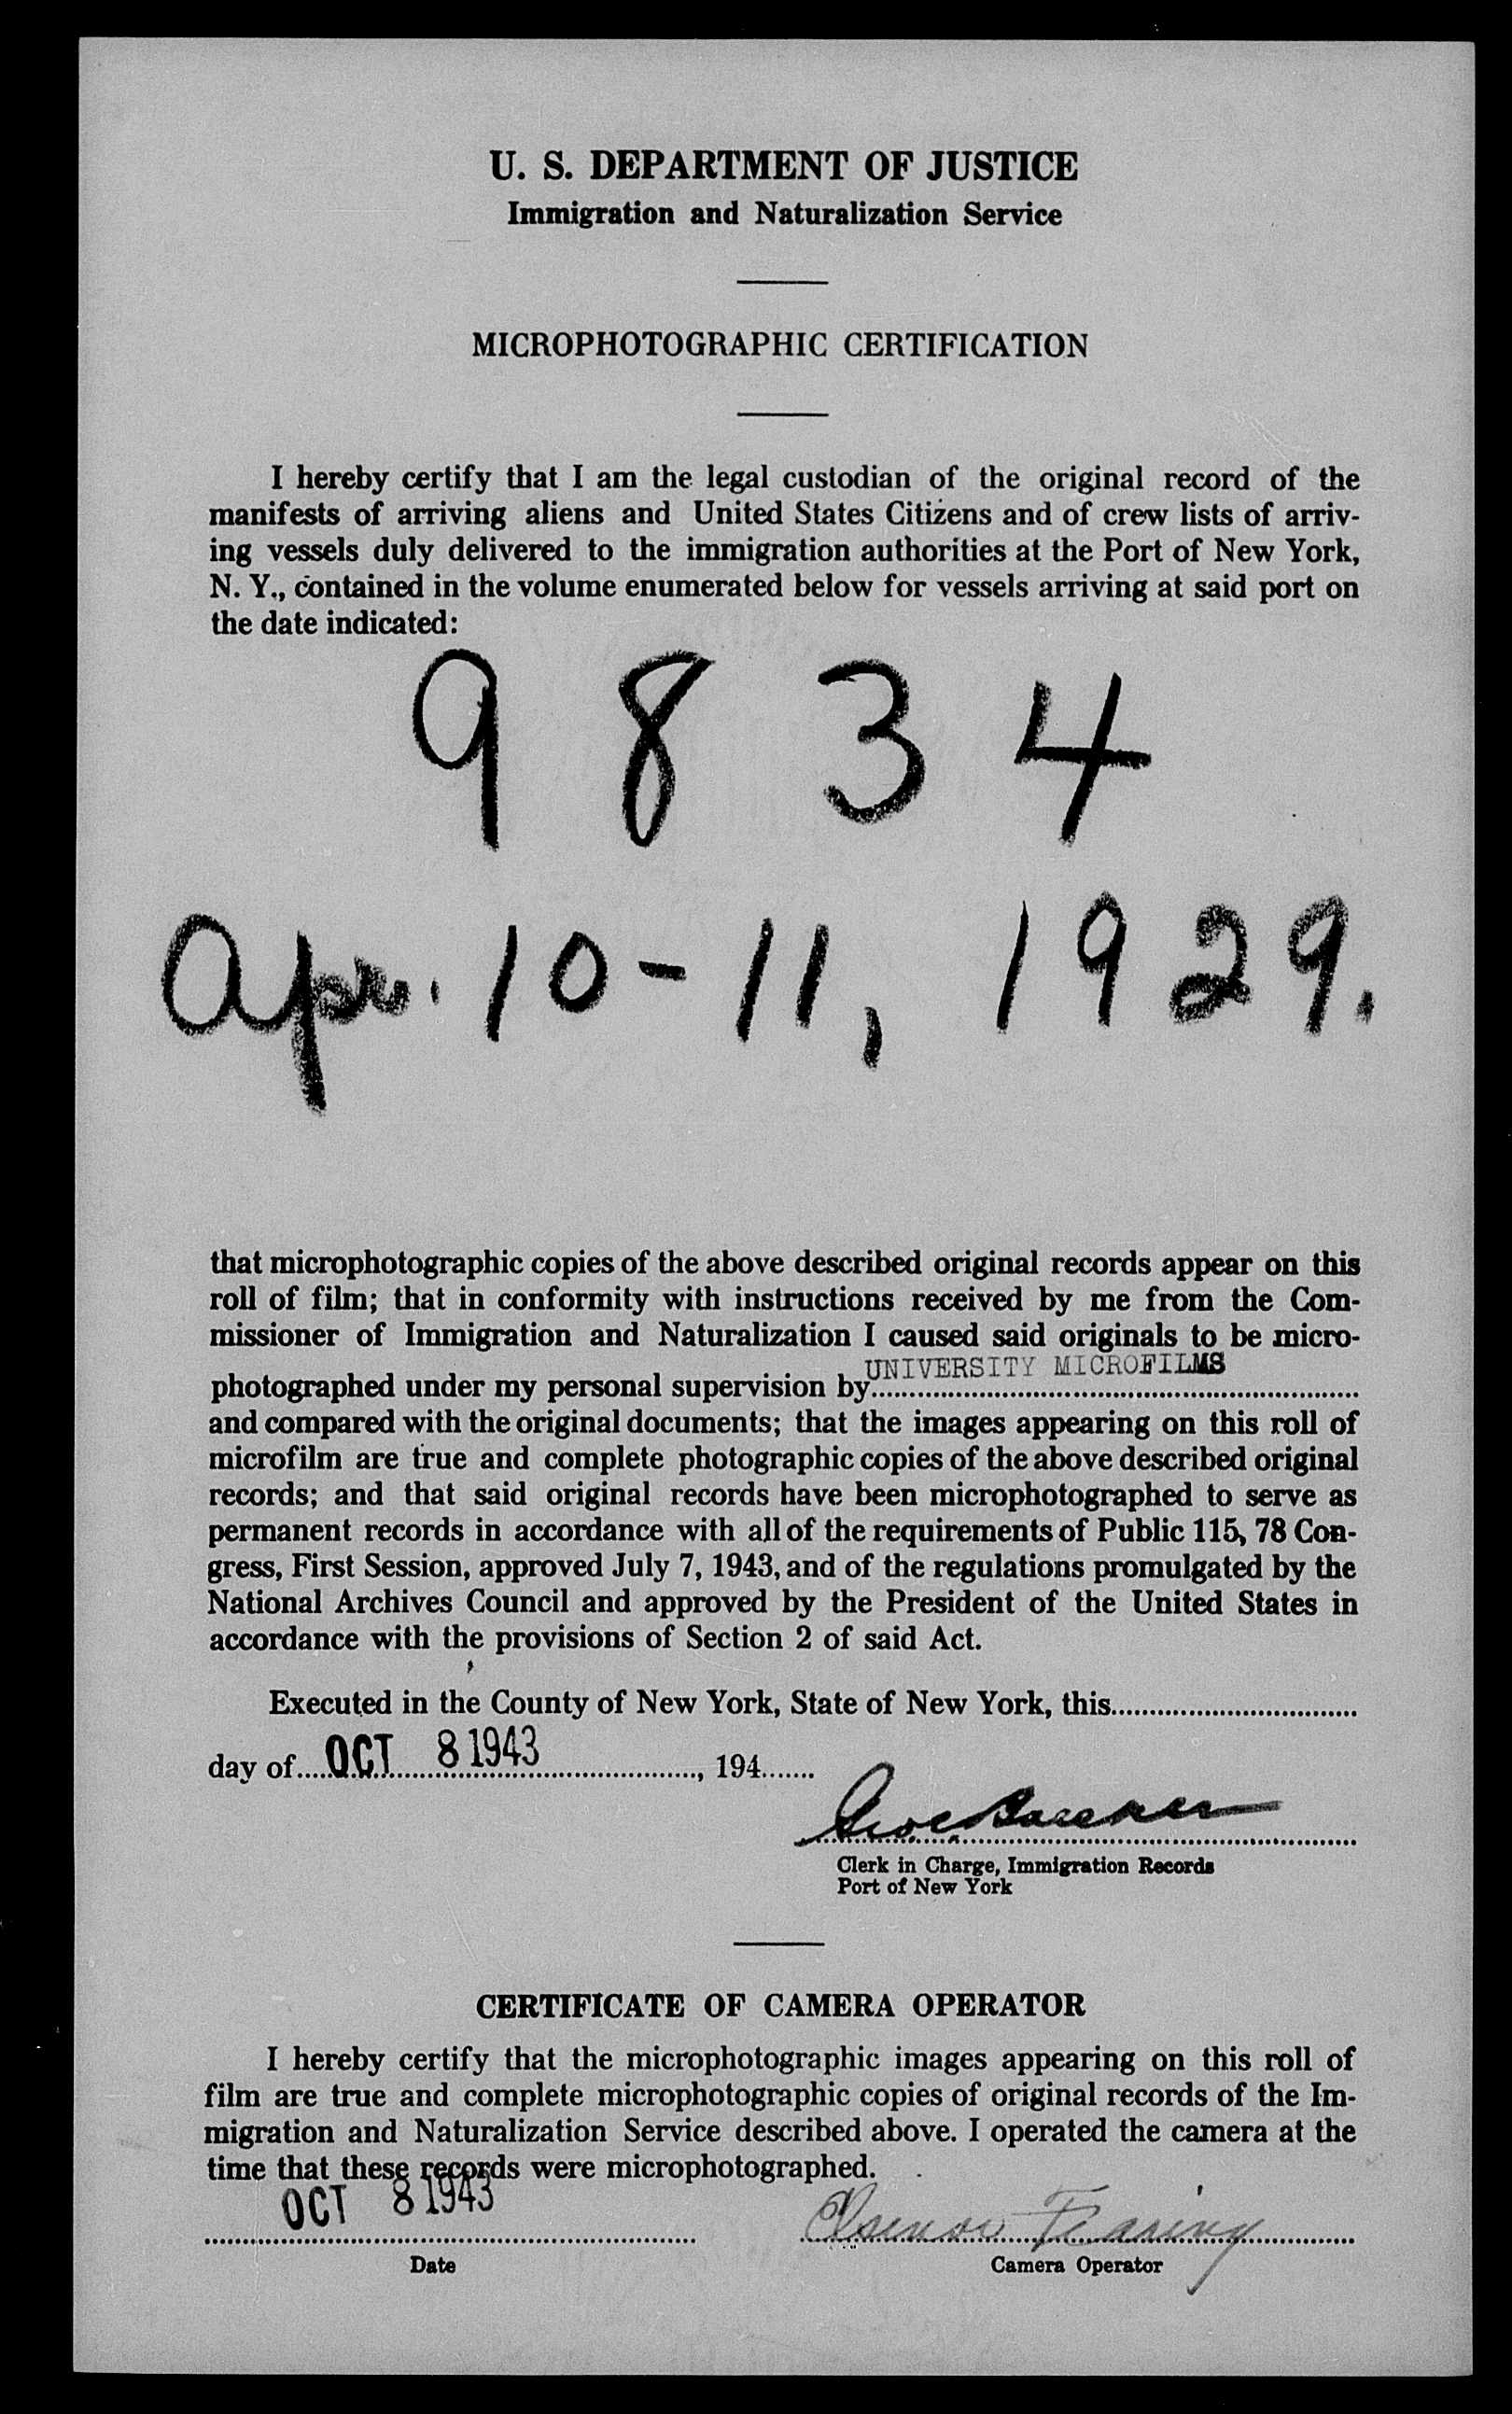 U. S. DEPARTMENT OF JUSTICE
Immigration and Naturalization Service
MICROPHOTOGRAPHIC CERTIFICATION
I hereby certify that I am the legal custodian of the original record of the
manifests of arriving aliens and United States Citizens and of crew lists of arriv-
ing vessels duly delivered to the immigration authorities at the Port of New York,
N. Y., contained in the volume enumerated below for vessels arriving at said port on
the date indicated:
9834
Apr. 10-11, 1929.
that microphotographic copies of the above described original records appear on this
roll of film; that in conformity with instructions received by me from the Com-
missioner of Immigration and Naturalization I caused said originals to be micro-
photographed under my personal supervision by UNIVERSITY MICROFILMS
and compared with the original documents; that the images appearing on this roll of
microfilm are true and complete photographic copies of the above described original
records; and that said original records have been microphotographed to serve as
permanent records in accordance with all of the requirements of Public 115, 78 Con-
gress, First Session, approved July 7, 1943, and of the regulations promulgated by the
National Archives Council and approved by the President of the United States in
accordance with the provisions of Section 2 of said Act.
Executed in the County of New York, State of New York, this
day of OCT 8 1943, 194
Clerk in Charge, Immigration Records
Port of New York
CERTIFICATE OF CAMERA OPERATOR
I hereby certify that the microphotographic images appearing on this roll of
film are true and complete microphotographic copies of original records of the Im-
migration and Naturalization Service described above. I operated the camera at the
time that these records were microphotographed.
OCT 8 1943
Date
Camera Operator